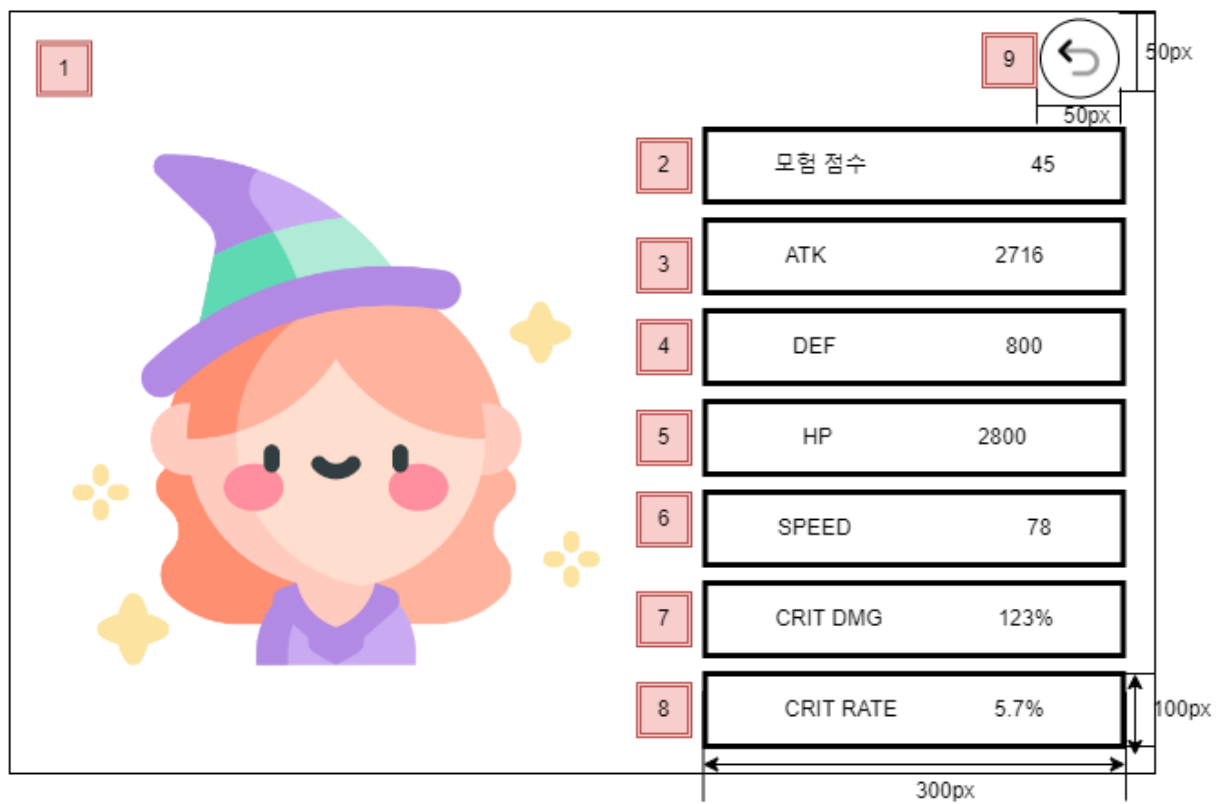 1
9
50px
50px
2 모험 점수 45
3 ATK 2716
4 DEF 800
5 HP 2800
6 SPEED 78
7 CRIT DMG 123%
8 CRIT RATE 5.7%
100px
300px